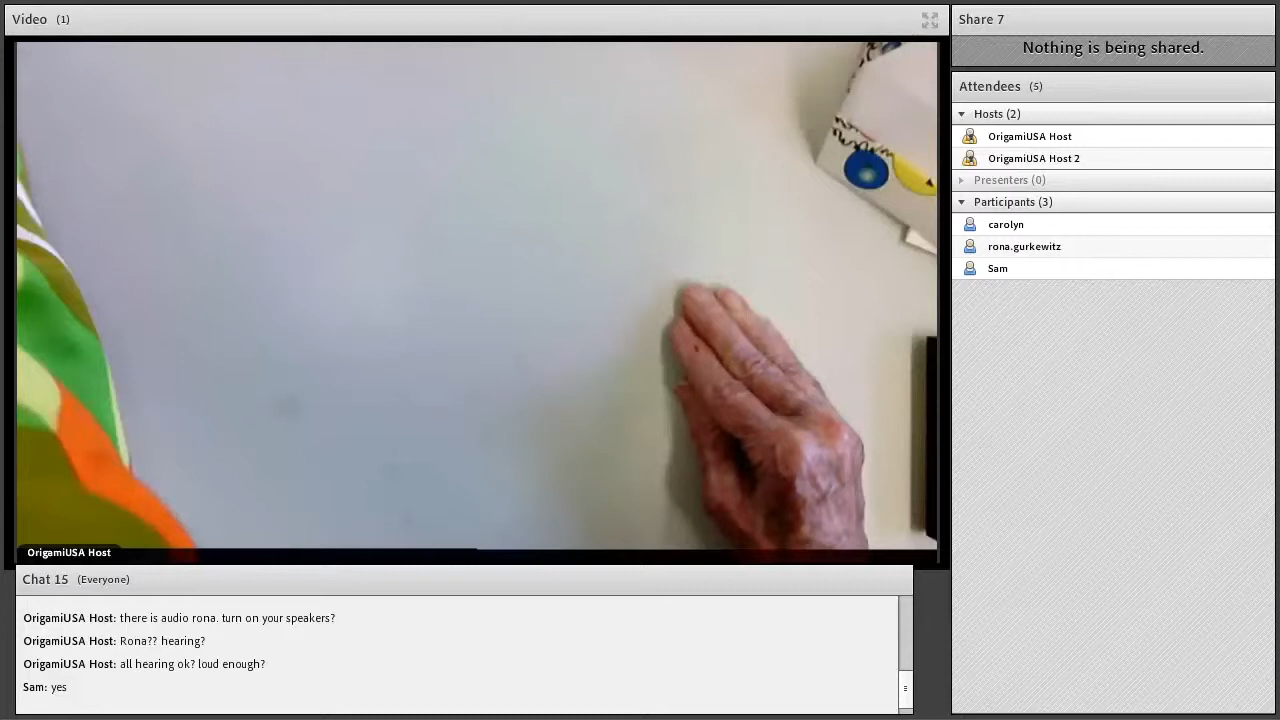 Video (1)
OrigamiUSA Host
Chat 15 (Everyone)
OrigamiUSA Host: there is audio rona. turn on your speakers?
OrigamiUSA Host: Rona?? hearing?
OrigamiUSA Host: all hearing ok? loud enough?
Sam: yes
Share 7
Nothing is being shared.
Attendees (5)
Hosts (2)
OrigamiUSA Host
OrigamiUSA Host 2
Presenters (0)
Participants (3)
carolyn
rona.gurkewitz
Sam